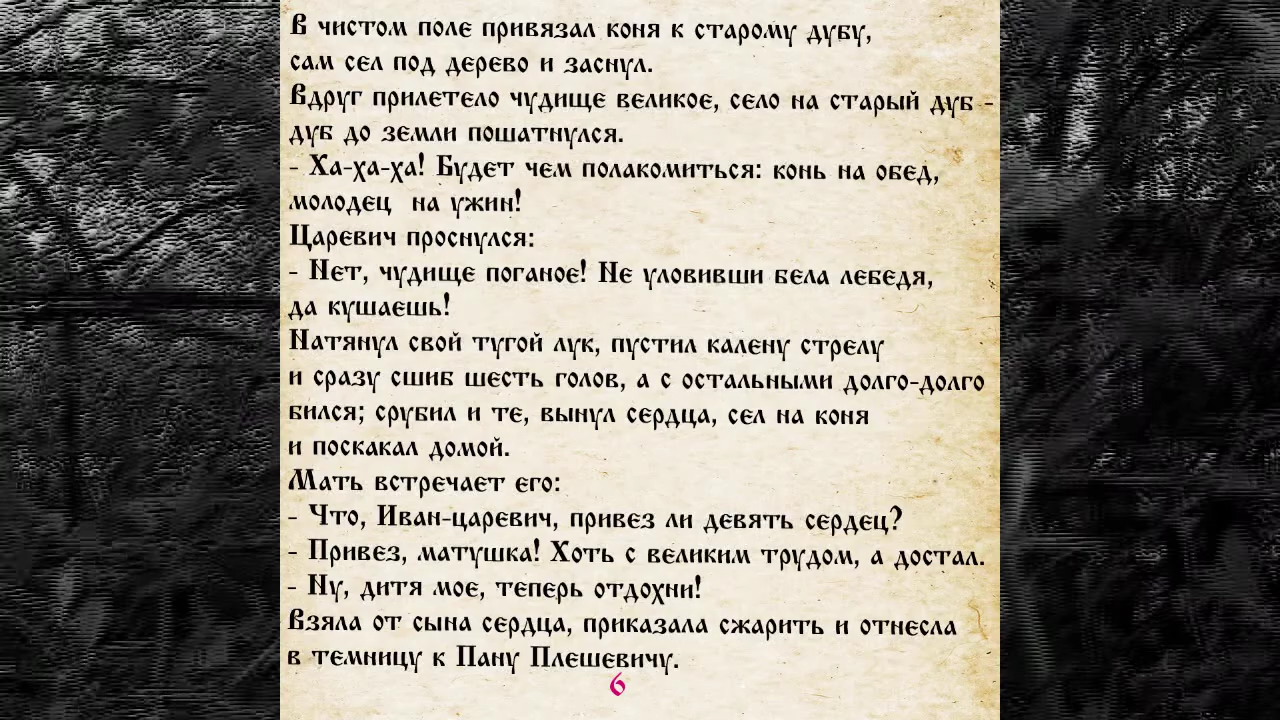 В чистом поле привязал коня к старому дубу,
сам сел под дерево и заснул.
Вдруг прилетело чудище великое, село на старый дуб -
дуб до земли пошатнулся.
- Ха-ха-ха! Будет чем полакомиться: конь на обед,
молодец на ужин!
Царевич проснулся:
- Нет, чудище поганое! Не уловивши бела лебедя,
да кушаешь!
Натянул свой тугой лук, пустил калену стрелу
и сразу сшиб шесть голов, а с остальными долго-долго
бился; срубил и те, вынул сердца, сел на коня
и поскакал домой.
Мать встречает его:
- Что, Иван-царевич, привез ли девять сердец?
- Привез, матушка! Хоть с великим трудом, а достал.
- Ну, дитя мое, теперь отдохни!
Взяла от сына сердца, приказала сжарить и отнесла
в темницу к Пану Плешевичу.
6